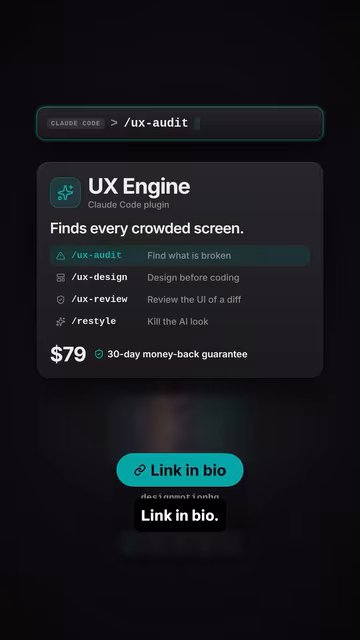 CLAUDE CODE > /ux-audit
UX Engine
Claude Code plugin
Finds every crowded screen.
/ux-audit Find what is broken
/ux-design Design before coding
/ux-review Review the UI of a diff
/restyle Kill the AI look
$79 30-day money-back guarantee
Link in bio
designmotionhq
Link in bio.